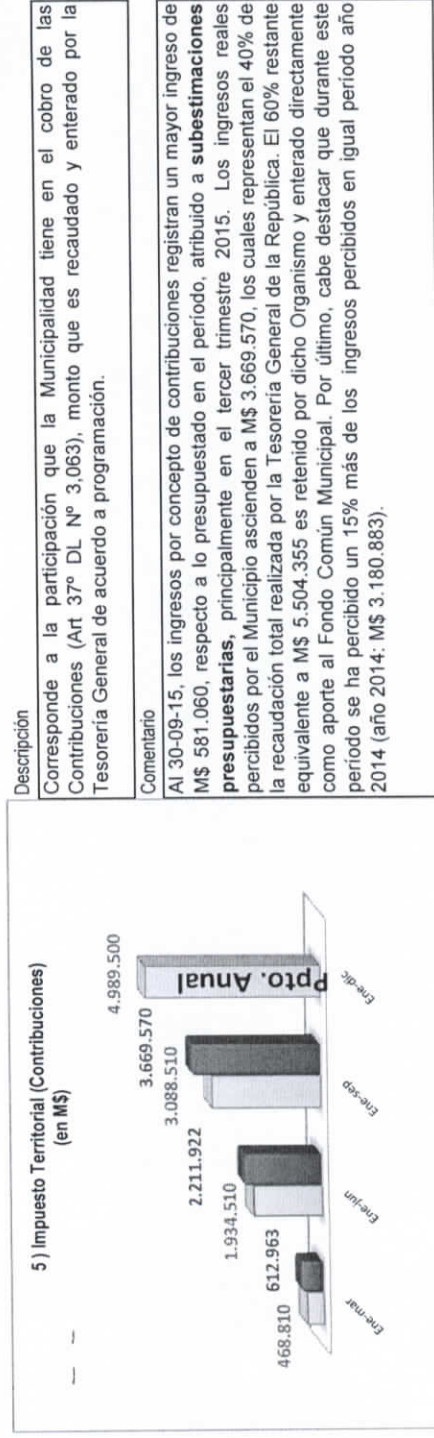 5 ) Impuesto Territorial (Contribuciones)
(en M$)
468.810
612.963
1.934.510
2.211.922
3.088.510
3.669.570
4.989.500
Ppto. Anual
Ene-mar
Ene-jun
Ene-sep
Ene-dic
Descripción
Corresponde a la participación que la Municipalidad tiene en el cobro de las
Contribuciones (Art 37º DL Nº 3,063), monto que es recaudado y enterado por la
Tesorería General de acuerdo a programación.
Comentario
Al 30-09-15, los ingresos por concepto de contribuciones registran un mayor ingreso de
M$ 581.060, respecto a lo presupuestado en el período, atribuido a subestimaciones
presupuestarias, principalmente en el tercer trimestre 2015. Los ingresos reales
percibidos por el Municipio ascienden a M$ 3.669.570, los cuales representan el 40% de
la recaudación total realizada por la Tesorería General de la República. El 60% restante
equivalente a M$ 5.504.355 es retenido por dicho Organismo y enterado directamente
como aporte al Fondo Común Municipal. Por último, cabe destacar que durante este
período se ha percibido un 15% más de los ingresos percibidos en igual período año
2014 (año 2014: M$ 3.180.883).